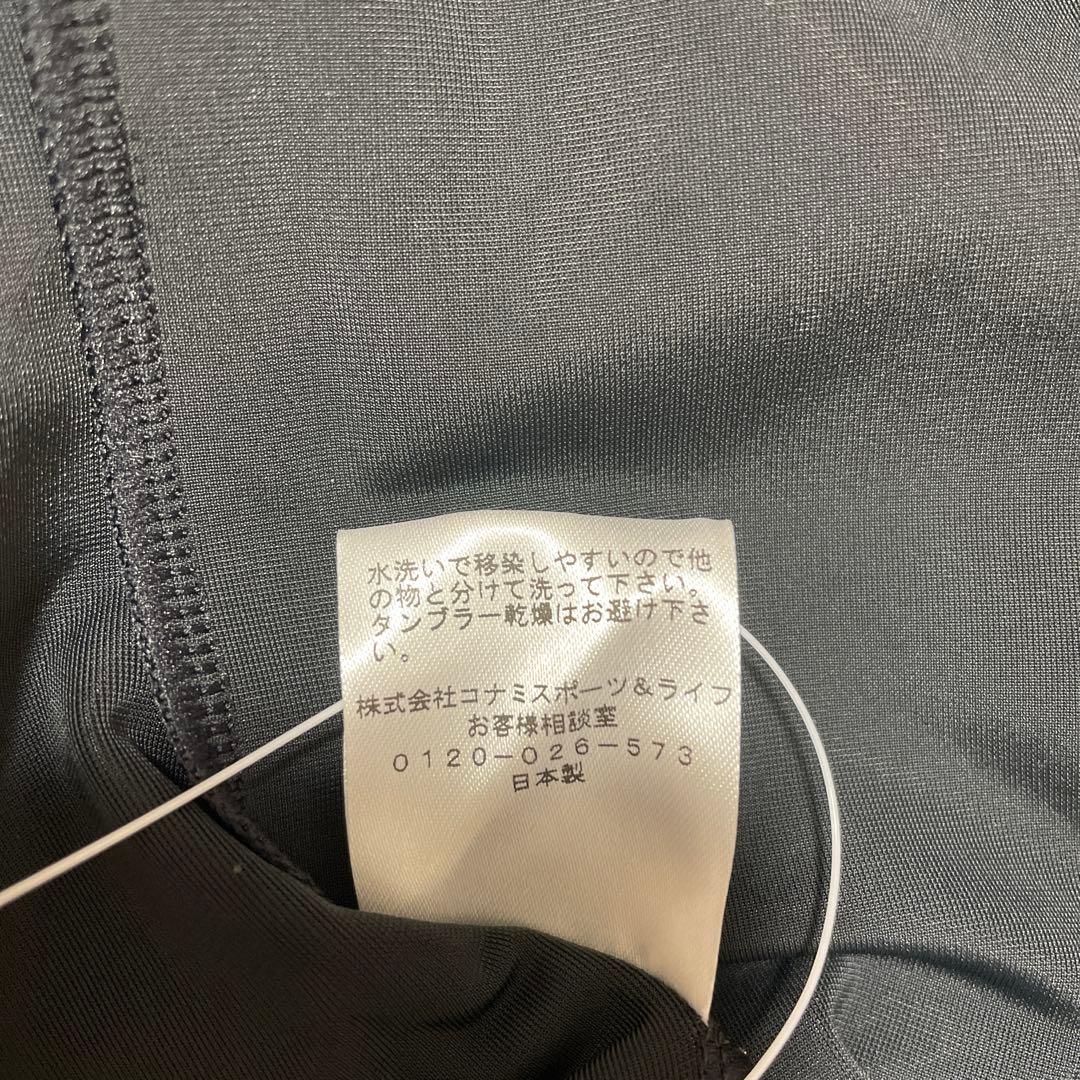 水洗いで移染しやすいので他
の物と分けて洗って下さい。
タンブラー乾燥はお避け下さ
い。
株式会社コナミスポーツ&ライフ
お客様相談室
0120-026-573
日本製